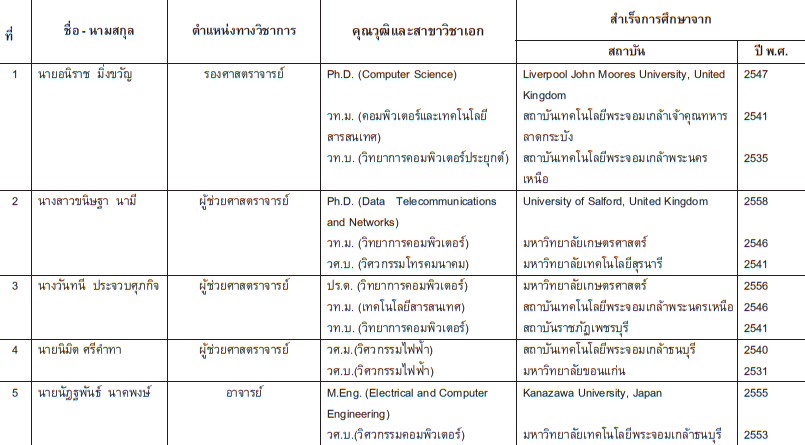 ที่ ชื่อ - นามสกุล ตำแหน่งทางวิชาการ คุณวุฒิและสาขาวิชาเอก สำเร็จการศึกษาจาก
สถาบัน ปี พ.ศ.
1 นายอนิราช มิ่งขวัญ รองศาสตราจารย์ Ph.D. (Computer Science) Liverpool John Moores University, United 2547
Kingdom
วท.ม. (คอมพิวเตอร์และเทคโนโลยี สถาบันเทคโนโลยีพระจอมเกล้าเจ้าคุณทหาร 2541
สารสนเทศ) ลาดกระบัง
วท.บ. (วิทยาการคอมพิวเตอร์ประยุกต์) สถาบันเทคโนโลยีพระจอมเกล้าพระนคร 2535
เหนือ
2 นางสาวขนิษฐา นามี ผู้ช่วยศาสตราจารย์ Ph.D. (Data Telecommunications University of Salford, United Kingdom 2558
and Networks)
วท.ม. (วิทยาการคอมพิวเตอร์) มหาวิทยาลัยเกษตรศาสตร์ 2546
วศ.บ. (วิศวกรรมโทรคมนาคม) มหาวิทยาลัยเทคโนโลยีสุรนารี 2541
3 นางวันทนี ประจวบศุภกิจ ผู้ช่วยศาสตราจารย์ ปร.ด. (วิทยาการคอมพิวเตอร์) มหาวิทยาลัยเกษตรศาสตร์ 2556
วท.ม. (เทคโนโลยีสารสนเทศ) สถาบันเทคโนโลยีพระจอมเกล้าพระนครเหนือ 2546
วท.บ. (วิทยาการคอมพิวเตอร์) สถาบันราชภัฏเพชรบุรี 2541
4 นายนิมิต ศรีคำทา ผู้ช่วยศาสตราจารย์ วศ.ม.(วิศวกรรมไฟฟ้า) สถาบันเทคโนโลยีพระจอมเกล้าธนบุรี 2540
วศ.บ.(วิศวกรรมไฟฟ้า) มหาวิทยาลัยขอนแก่น 2531
5 นายนัฎฐพันธ์ นาคพงษ์ อาจารย์ M.Eng. (Electrical and Computer Kanazawa University, Japan 2555
Engineering)
วศ.บ.(วิศวกรรมคอมพิวเตอร์) มหาวิทยาลัยเทคโนโลยีพระจอมเกล้าธนบุรี 2553